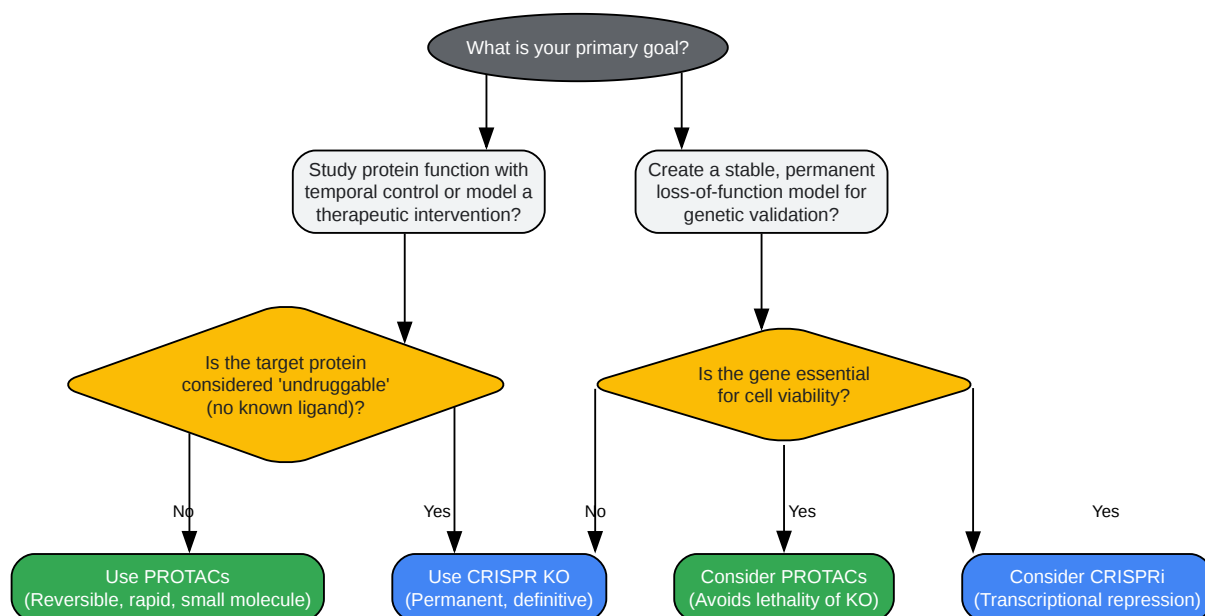 What is your primary goal?
Study protein function with
temporal control or model a
therapeutic intervention?
Create a stable, permanent
loss-of-function model for
genetic validation?
Is the target protein
considered 'undruggable'
(no known ligand)?
Is the gene essential
for cell viability?
No
Yes
No
Yes
Yes
Use PROTACs
(Reversible, rapid, small molecule)
Use CRISPR KO
(Permanent, definitive)
Consider PROTACs
(Avoids lethality of KO)
Consider CRISPRi
(Transcriptional repression)